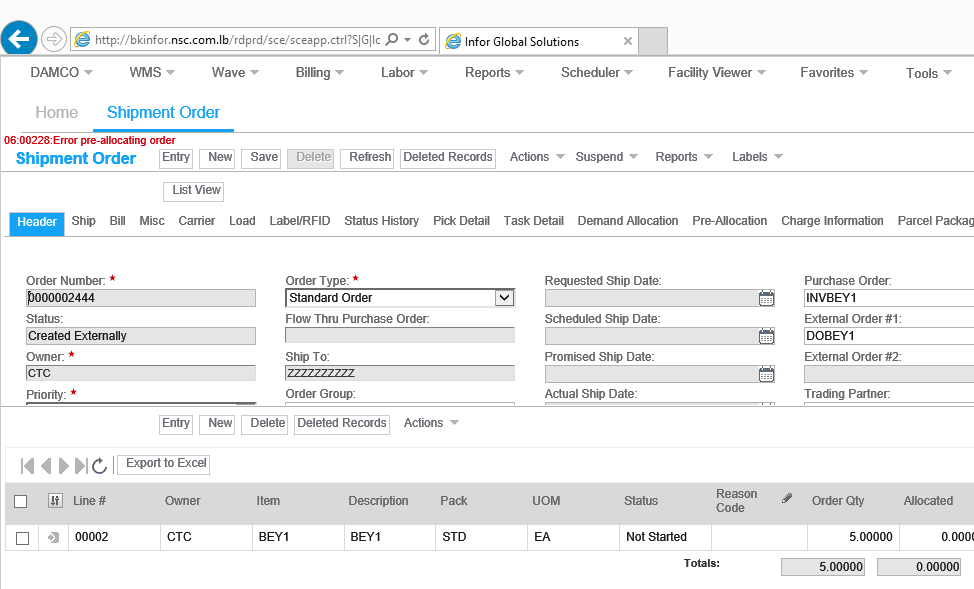 http://bkinfor.nsc.com.lb/rdprd/sce/sceapp.ctrl?S|G|Ic
Infor Global Solutions
DAMCO WMS Wave Billing Labor Reports Scheduler Facility Viewer Favorites Tools
Home Shipment Order
06:00228:Error pre-allocating order
Shipment Order Entry New Save Delete Refresh Deleted Records Actions Suspend Reports Labels
List View
Header Ship Bill Misc Carrier Load Label/RFID Status History Pick Detail Task Detail Demand Allocation Pre-Allocation Charge Information Parcel Packag
Order Number: * Order Type: * Requested Ship Date: Purchase Order:
0000002444 Standard Order INVBEY1
Status: Flow Thru Purchase Order: Scheduled Ship Date: External Order #1:
Created Externally DOBEY1
Owner: * Ship To: Promised Ship Date: External Order #2:
CTC ZZZZZZZZZZ
Priority: * Order Group: Actual Ship Date: Trading Partner:
Entry New Delete Deleted Records Actions
Export to Excel
Line # Owner Item Description Pack UOM Status Reason Code Order Qty Allocated
00002 CTC BEY1 BEY1 STD EA Not Started 5.00000 0.0000
Totals: 5.00000 0.00000